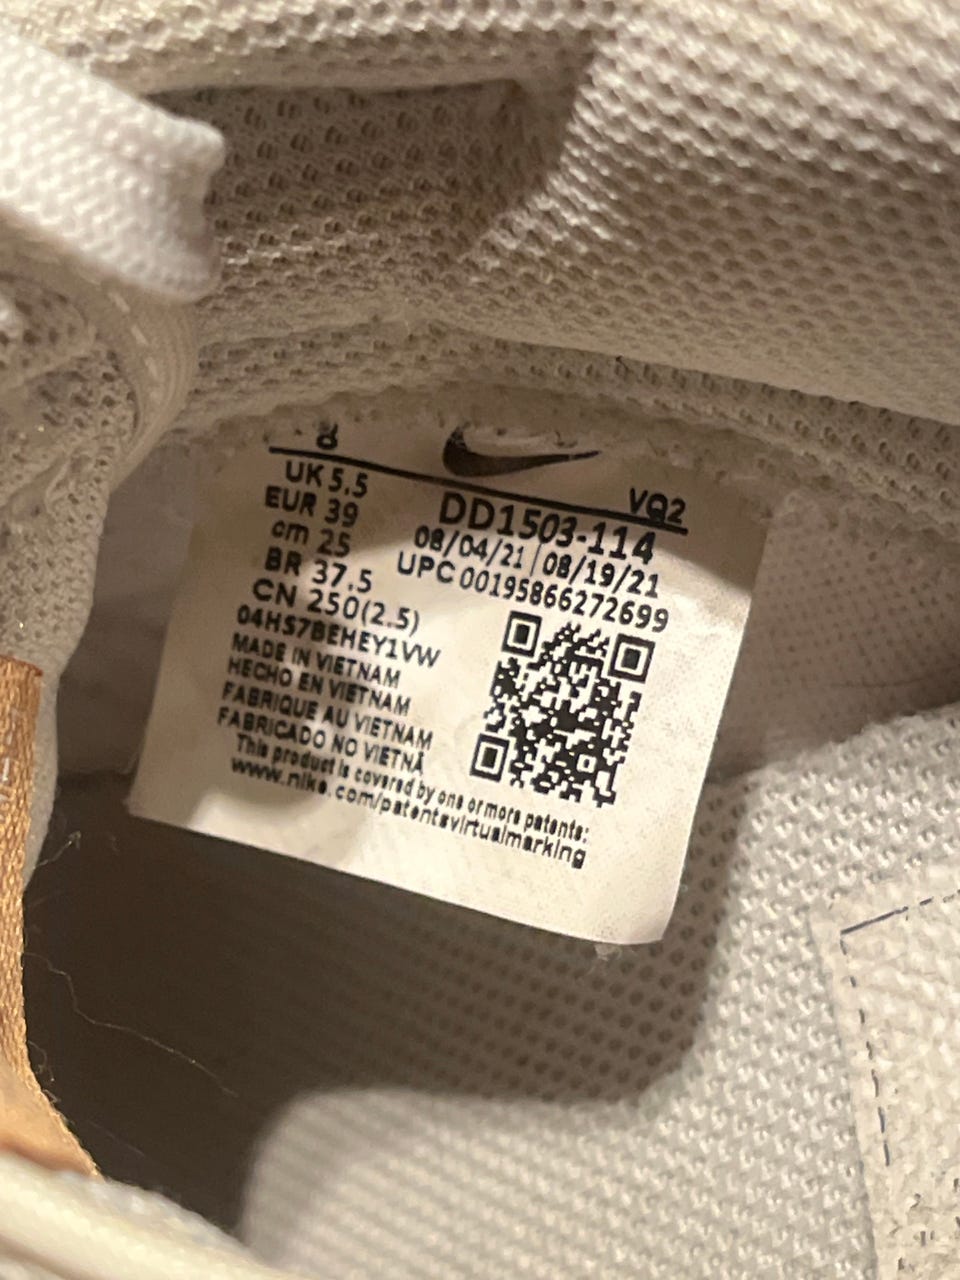 8
VQ2
UK 5.5
EUR 39
cm 25
BR 37.5
CN 250(2.5)
DD1503-114
08/04/21 | 08/19/21
UPC 00195866272699
04HS7BEHEY1VW
MADE IN VIETNAM
HECHO EN VIETNAM
FABRIQUE AU VIETNAM
FABRICADO NO VIETNÃ
This product is covered by one or more patents:
www.nike.com/patentsvirtualmarking